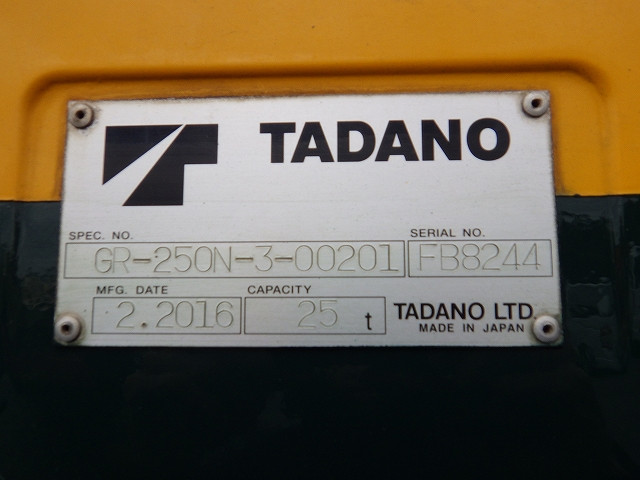 TADANO
SPEC. NO. SERIAL NO.
GR-250N-3-00201 FB8244
MFG. DATE CAPACITY
2.2016 25 t TADANO LTD.
MADE IN JAPAN